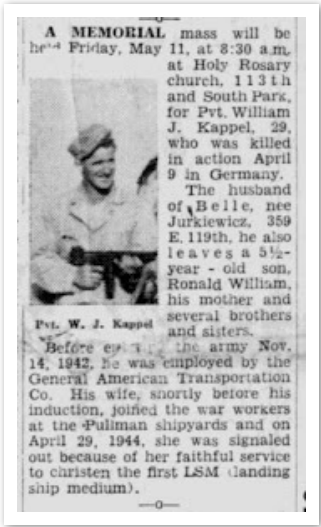 A MEMORIAL mass will be
held Friday, May 11, at 8:30 a.m.
at Holy Rosary
church, 113th
and South Park,
for Pvt. William
J. Kappel, 29,
who was killed
in action April
9 in Germany.
The husband
of Belle, nee
Jurkiewicz, 359
E. 119th, he also
leaves a 5½-
year - old son,
Ronald William,
his mother and
several brothers
and sisters.
Pvt. W. J. Kappel
Before the army Nov.
14, 1942, he was employed by the
General American Transportation
Co. His wife, shortly before his
induction, joined the war workers
at the Pullman shipyards and on
April 29, 1944, she was signaled
out because of her faithful service
to christen the first LSM (landing
ship medium).